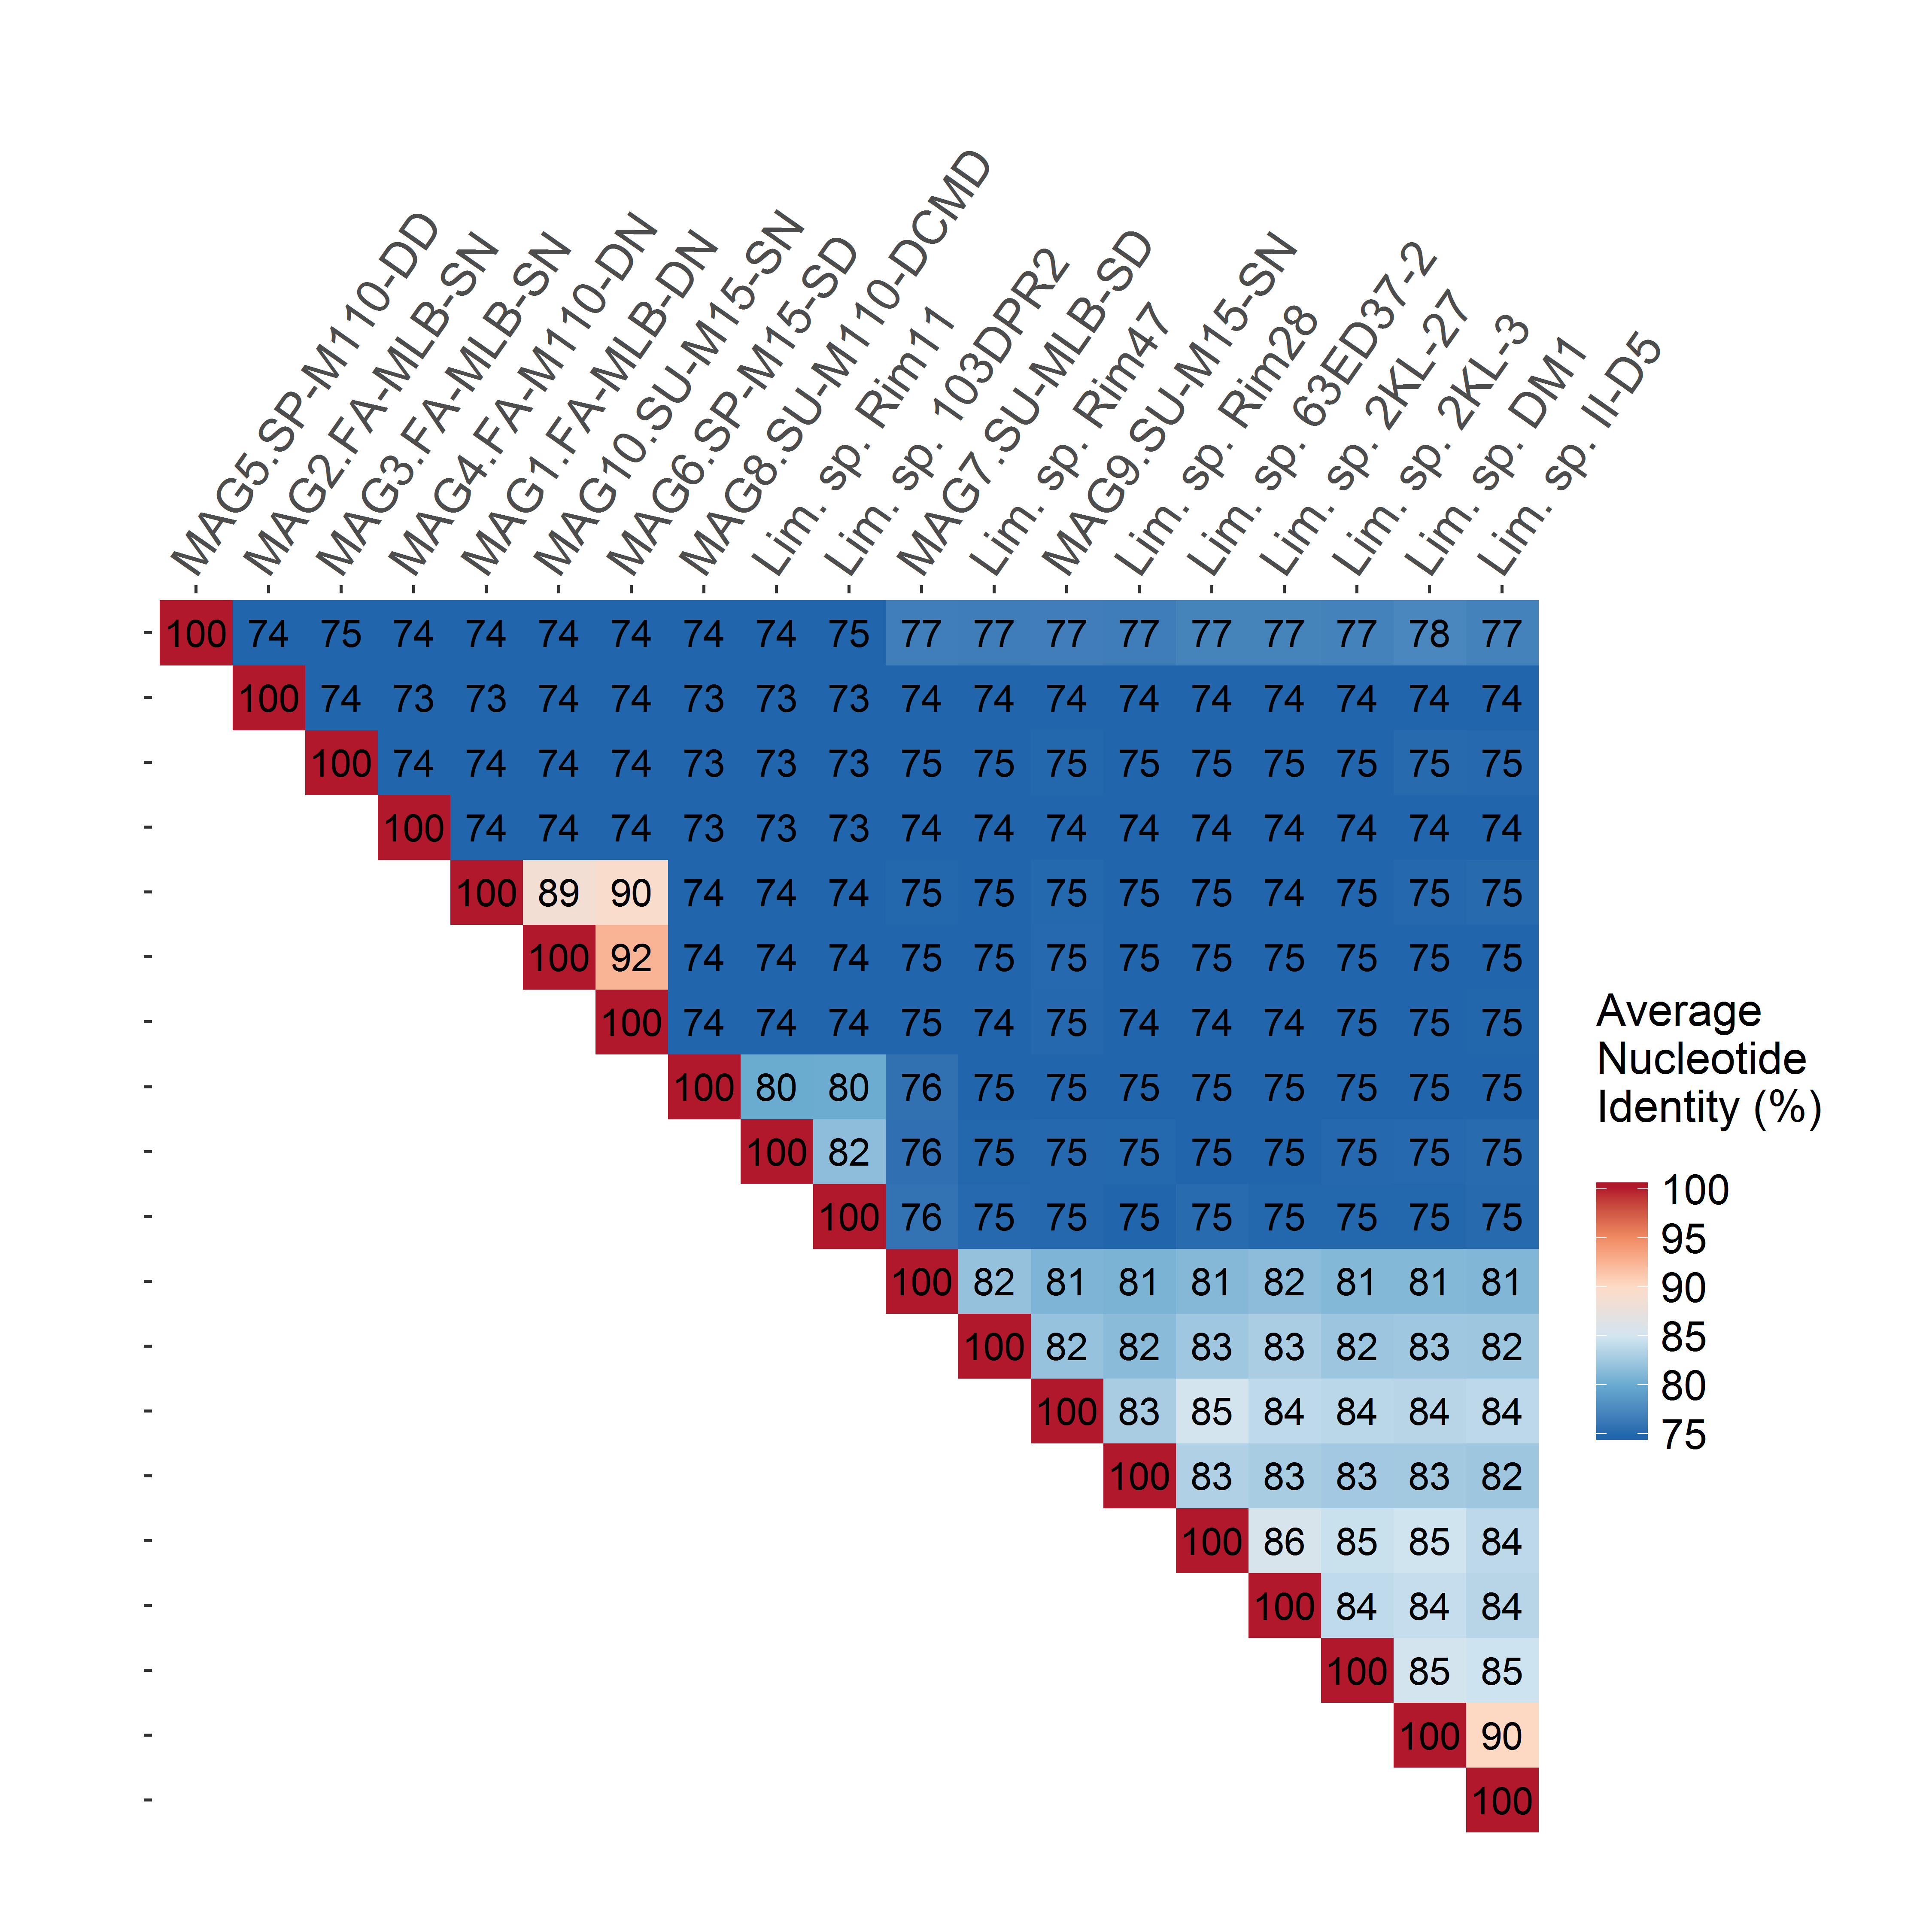 MAG5.SP-M110-DD
MAG2.FA-MLB-SN
MAG3.FA-MLB-SN
MAG4.FA-M110-DN
MAG1.FA-MLB-DN
MAG10.SU-M15-SN
MAG6.SP-M15-SD
MAG8.SU-M110-DCMD
Lim. sp. Rim11
Lim. sp. 103DPR2
MAG7.SU-MLB-SD
Lim. sp. Rim47
MAG9.SU-M15-SN
Lim. sp. Rim28
Lim. sp. 63ED37-2
Lim. sp. 2KL-27
Lim. sp. 2KL-3
Lim. sp. DM1
Lim. sp. II-D5
100 74 75 74 74 74 74 74 74 75 77 77 77 77 77 77 77 78 77
100 74 73 73 74 74 73 73 73 74 74 74 74 74 74 74 74 74
100 74 74 74 74 73 73 73 75 75 75 75 75 75 75 75 75
100 74 74 74 73 73 73 74 74 74 74 74 74 74 74 74
100 89 90 74 74 74 75 75 75 75 75 74 75 75 75
100 92 74 74 74 75 75 75 75 75 75 75 75 75
100 74 74 74 75 74 75 74 74 74 75 75 75
100 80 80 76 75 75 75 75 75 75 75 75
100 82 76 75 75 75 75 75 75 75 75
100 76 75 75 75 75 75 75 75 75
100 82 81 81 81 82 81 81 81
100 82 82 83 83 82 83 82
100 83 85 84 84 84 84
100 83 83 83 83 82
100 86 85 85 84
100 84 84 84
100 85 85
100 90
100
Average
Nucleotide
Identity (%)
100
95
90
85
80
75